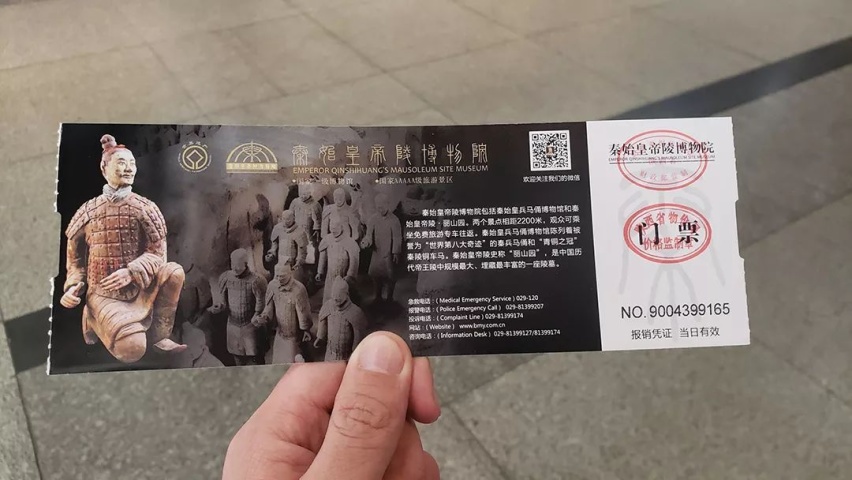 秦始皇帝陵博物院
EMPEROR QINSHIHUANG'S MAUSOLEUM SITE MUSEUM
•国家一级博物馆 •国家AAAAA级旅游景区
欢迎关注我们的微信
秦始皇帝陵博物院包括秦始皇兵马俑博物馆和秦
始皇帝陵·丽山园。两个景点相距2200米，观众可乘
坐免费旅游专车往返。秦始皇兵马俑博物馆陈列着被
誉为“世界第八大奇迹”的秦兵马俑和“青铜之冠”
秦陵铜车马。秦始皇帝陵史称“丽山园”，是中国历
代帝王陵中规模最大、埋藏最丰富的一座陵墓。
急救电话：( Medical Emergency Service ) 029-120
报警电话：( Police Emergency Call ) 029-81399207
投诉电话：( Complaint Line ) 029-81399174
网址：( Website ) www.bmy.com.cn
咨询电话：( Information Desk ) 029-81399127/81399174
秦始皇帝陵博物院
EMPEROR QINSHIHUANG'S MAUSOLEUM SITE MUSEUM
门票
NO. 9004399165
报销凭证 当日有效